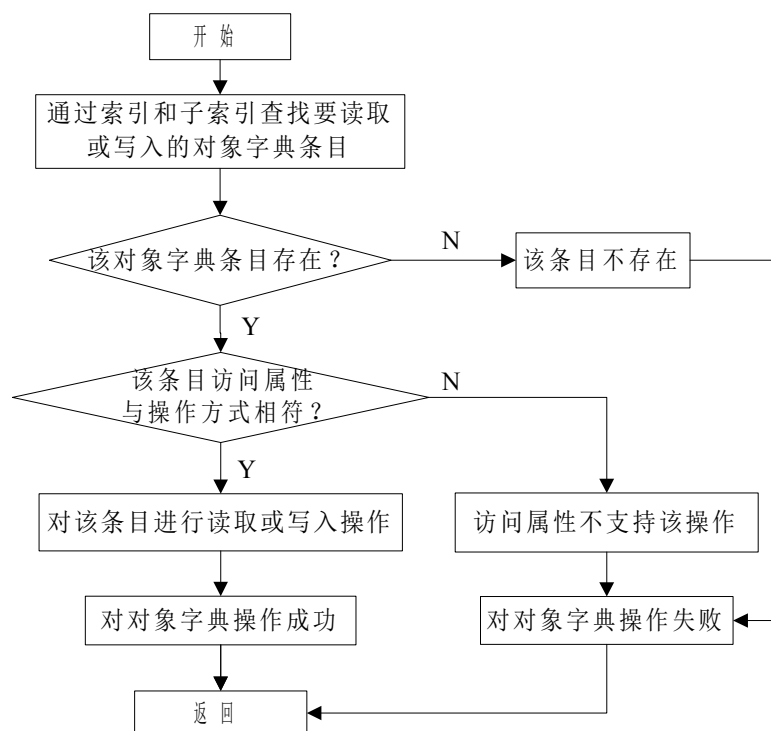 开 始
通过索引和子索引查找要读取
或写入的对象字典条目
该对象字典条目存在？
N
该条目不存在
Y
该条目访问属性
与操作方式相符？
N
Y
对该条目进行读取或写入操作
访问属性不支持该操作
对对象字典操作成功
对对象字典操作失败
返 回